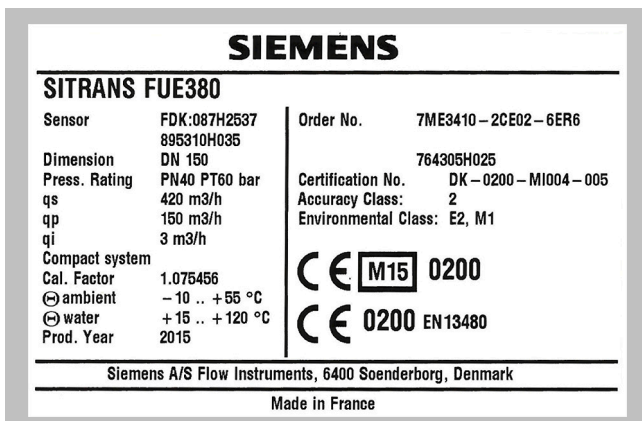 SIEMENS
SITRANS FUE380
Sensor FDK:087H2537
895310H035
Dimension DN 150
Press. Rating PN40 PT60 bar
qs 420 m3/h
qp 150 m3/h
qi 3 m3/h
Compact system
Cal. Factor 1.075456
Θ ambient – 10 .. +55 °C
Θ water +15 .. +120 °C
Prod. Year 2015
Order No. 7ME3410–2CE02–6ER6
764305H025
Certification No. DK–0200–MI004–005
Accuracy Class: 2
Environmental Class: E2, M1
CE M15 0200
CE 0200 EN13480
Siemens A/S Flow Instruments, 6400 Soenderborg, Denmark
Made in France